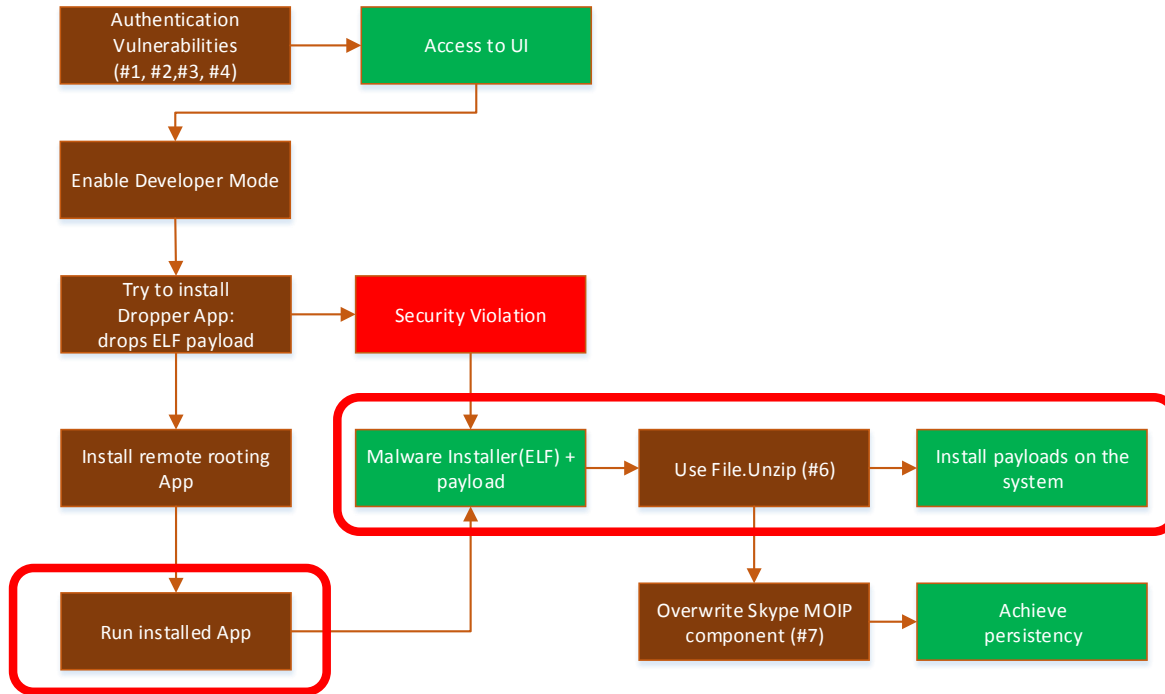 Authentication
Vulnerabilities
(#1, #2,#3, #4)
Access to UI
Enable Developer Mode
Try to install
Dropper App:
drops ELF payload
Security Violation
Install remote rooting
App
Malware Installer(ELF) +
payload
Use File.Unzip (#6)
Install payloads on the
system
Run installed App
Overwrite Skype MOIP
component (#7)
Achieve
persistency